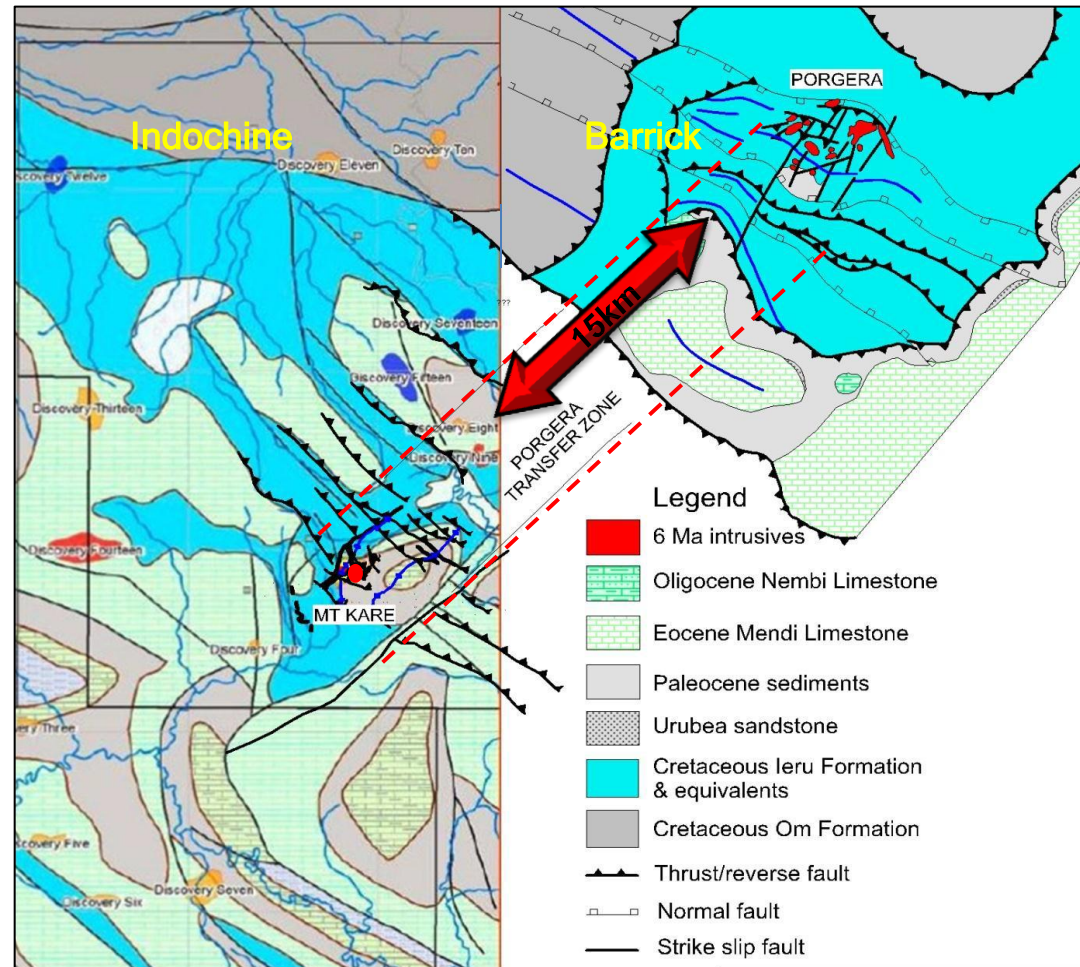 PORGERA
Indochine
Barrick
Discovery Ten
Discovery Eleven
scovery Twelve
???
Discovery Seventeen
15km
Discovery Fifteen
Discovery Thirteen
Discovery Eight
Discovery Nine
PORGERA
TRANSFER ZONE
Discovery Fourteen
MT KARE
Discovery Four
very Three
scovery Five
Discovery Seven
Discovery Six
Legend
6 Ma intrusives
Oligocene Nembi Limestone
Eocene Mendi Limestone
Paleocene sediments
Urubea sandstone
Cretaceous Ieru Formation
& equivalents
Cretaceous Om Formation
Thrust/reverse fault
Normal fault
Strike slip fault